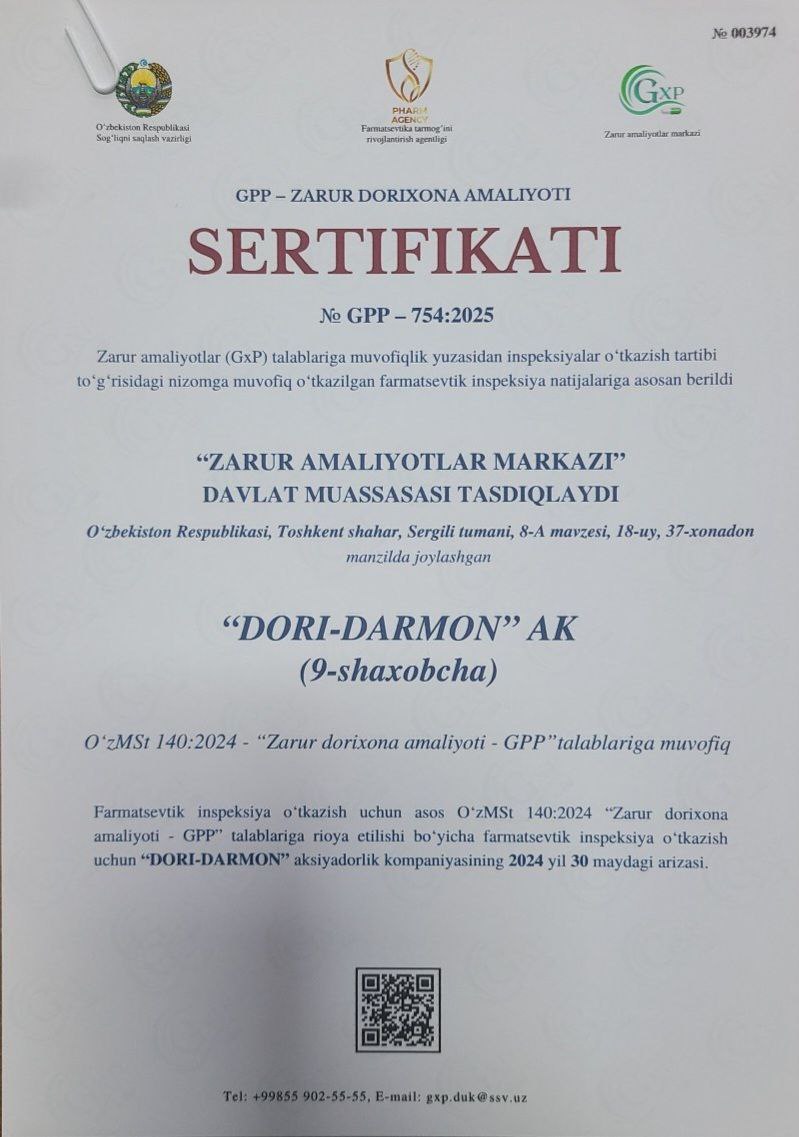 № 003974
O‘zbekiston Respublikasi
Sog‘liqni saqlash vazirligi
PHARM
AGENCY
Farmatsevtika tarmog‘ini
rivojlantirish agentligi
GXP
Zarur amaliyotlar markazi
GPP – ZARUR DORIXONA AMALIYOTI
SERTIFIKATI
№ GPP – 754:2025
Zarur amaliyotlar (GxP) talablariga muvofiqlik yuzasidan inspeksiyalar o‘tkazish tartibi
to‘g‘risidagi nizomga muvofiq o‘tkazilgan farmatsevtik inspeksiya natijalariga asosan berildi
“ZARUR AMALIYOTLAR MARKAZI”
DAVLAT MUASSASASI TASDIQLAYDI
O‘zbekiston Respublikasi, Toshkent shahar, Sergili tumani, 8-A mavzesi, 18-uy, 37-xonadon
manzilda joylashgan
“DORI-DARMON” AK
(9-shaxobcha)
O‘zMSt 140:2024 - “Zarur dorixona amaliyoti - GPP”talablariga muvofiq
Farmatsevtik inspeksiya o‘tkazish uchun asos O‘zMSt 140:2024 “Zarur dorixona
amaliyoti - GPP” talablariga rioya etilishi bo‘yicha farmatsevtik inspeksiya o‘tkazish
uchun “DORI-DARMON” aksiyadorlik kompaniyasining 2024 yil 30 maydagi arizasi.
Tel: +99855 902-55-55, E-mail: gxp.duk@ssv.uz